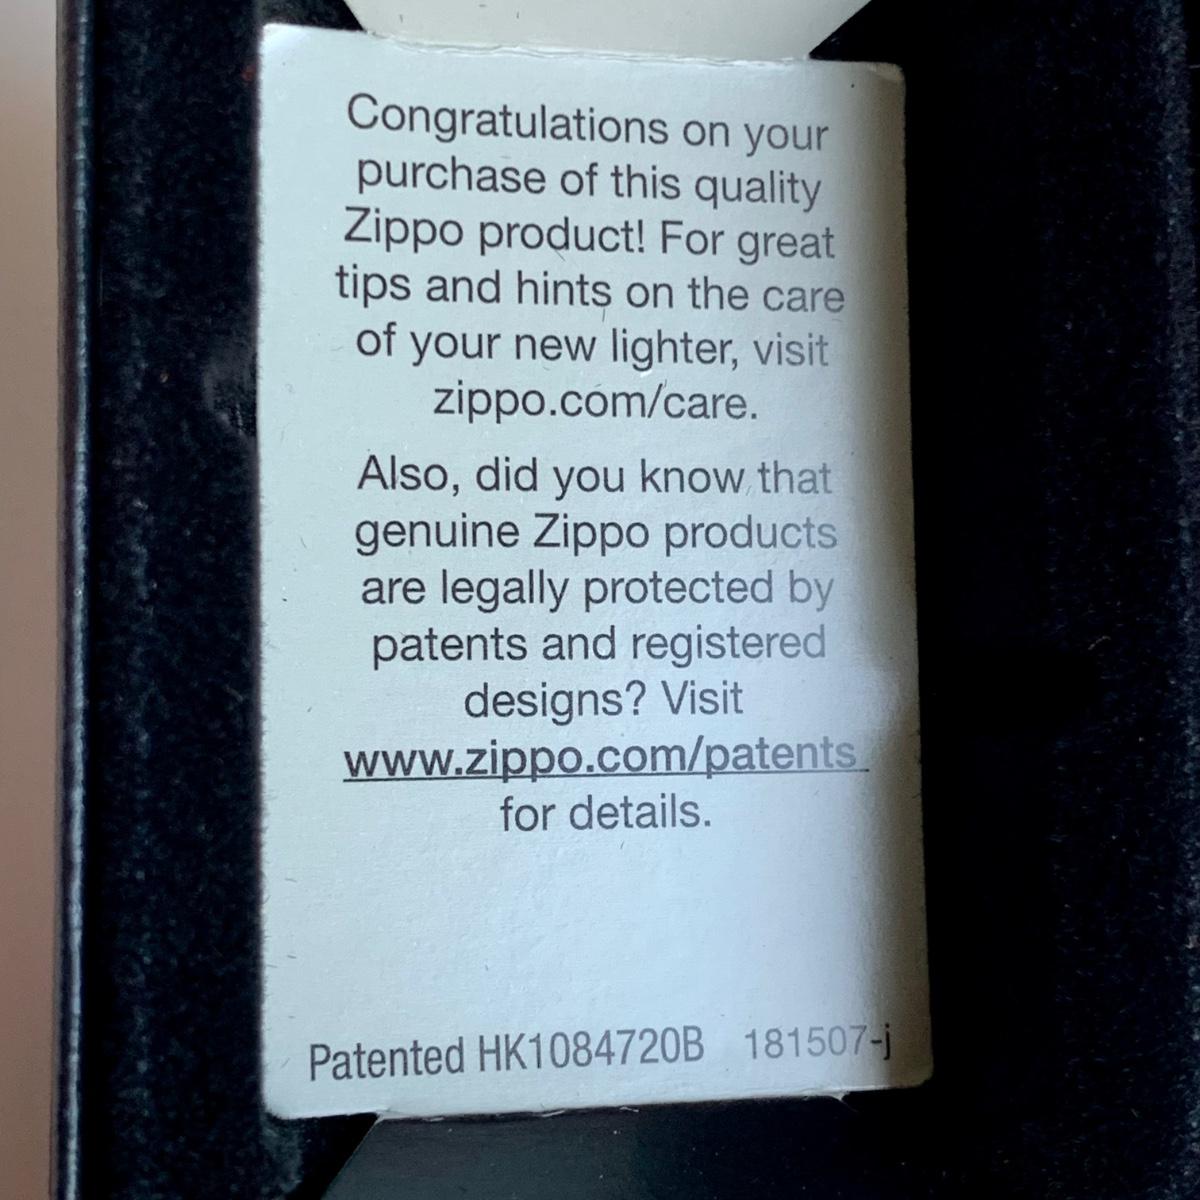 Congratulations on your
purchase of this quality
Zippo product! For great
tips and hints on the care
of your new lighter, visit
zippo.com/care.
Also, did you know that
genuine Zippo products
are legally protected by
patents and registered
designs? Visit
www.zippo.com/patents
for details.
Patented HK1084720B 181507-j